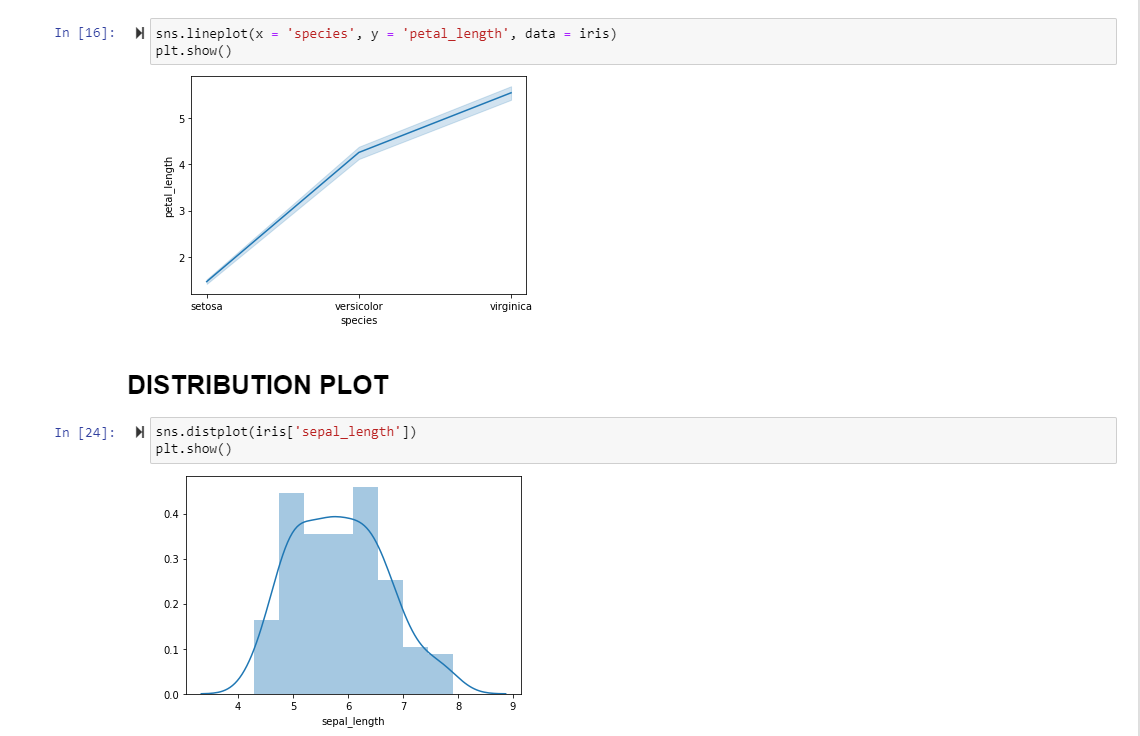 In [16]:
sns.lineplot(x = 'species', y = 'petal_length', data = iris)
plt.show()
5
4
3
2
petal_length
setosa versicolor virginica
species
DISTRIBUTION PLOT
In [24]:
sns.distplot(iris['sepal_length'])
plt.show()
0.4
0.3
0.2
0.1
0.0
4 5 6 7 8 9
sepal_length